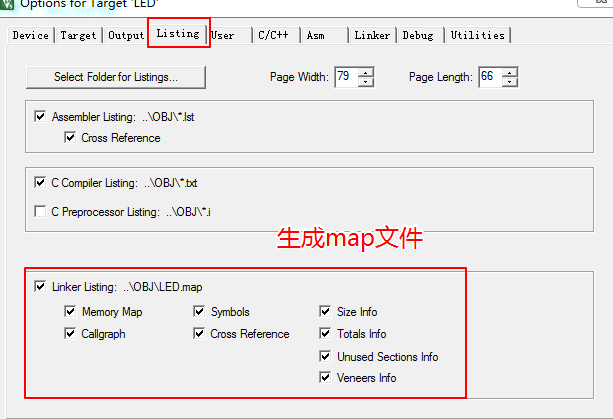 Options for Target 'LED'
Device Target Output Listing User C/C++ Asm Linker Debug Utilities
Select Folder for Listings... Page Width: 79 Page Length: 66
Assembler Listing: ..\OBJ\*.lst
Cross Reference
C Compiler Listing: ..\OBJ\*.txt
C Preprocessor Listing: ..\OBJ\*.i
生成map文件
Linker Listing: ..\OBJ\LED.map
Memory Map Symbols Size Info
Callgraph Cross Reference Totals Info
Unused Sections Info
Veneers Info